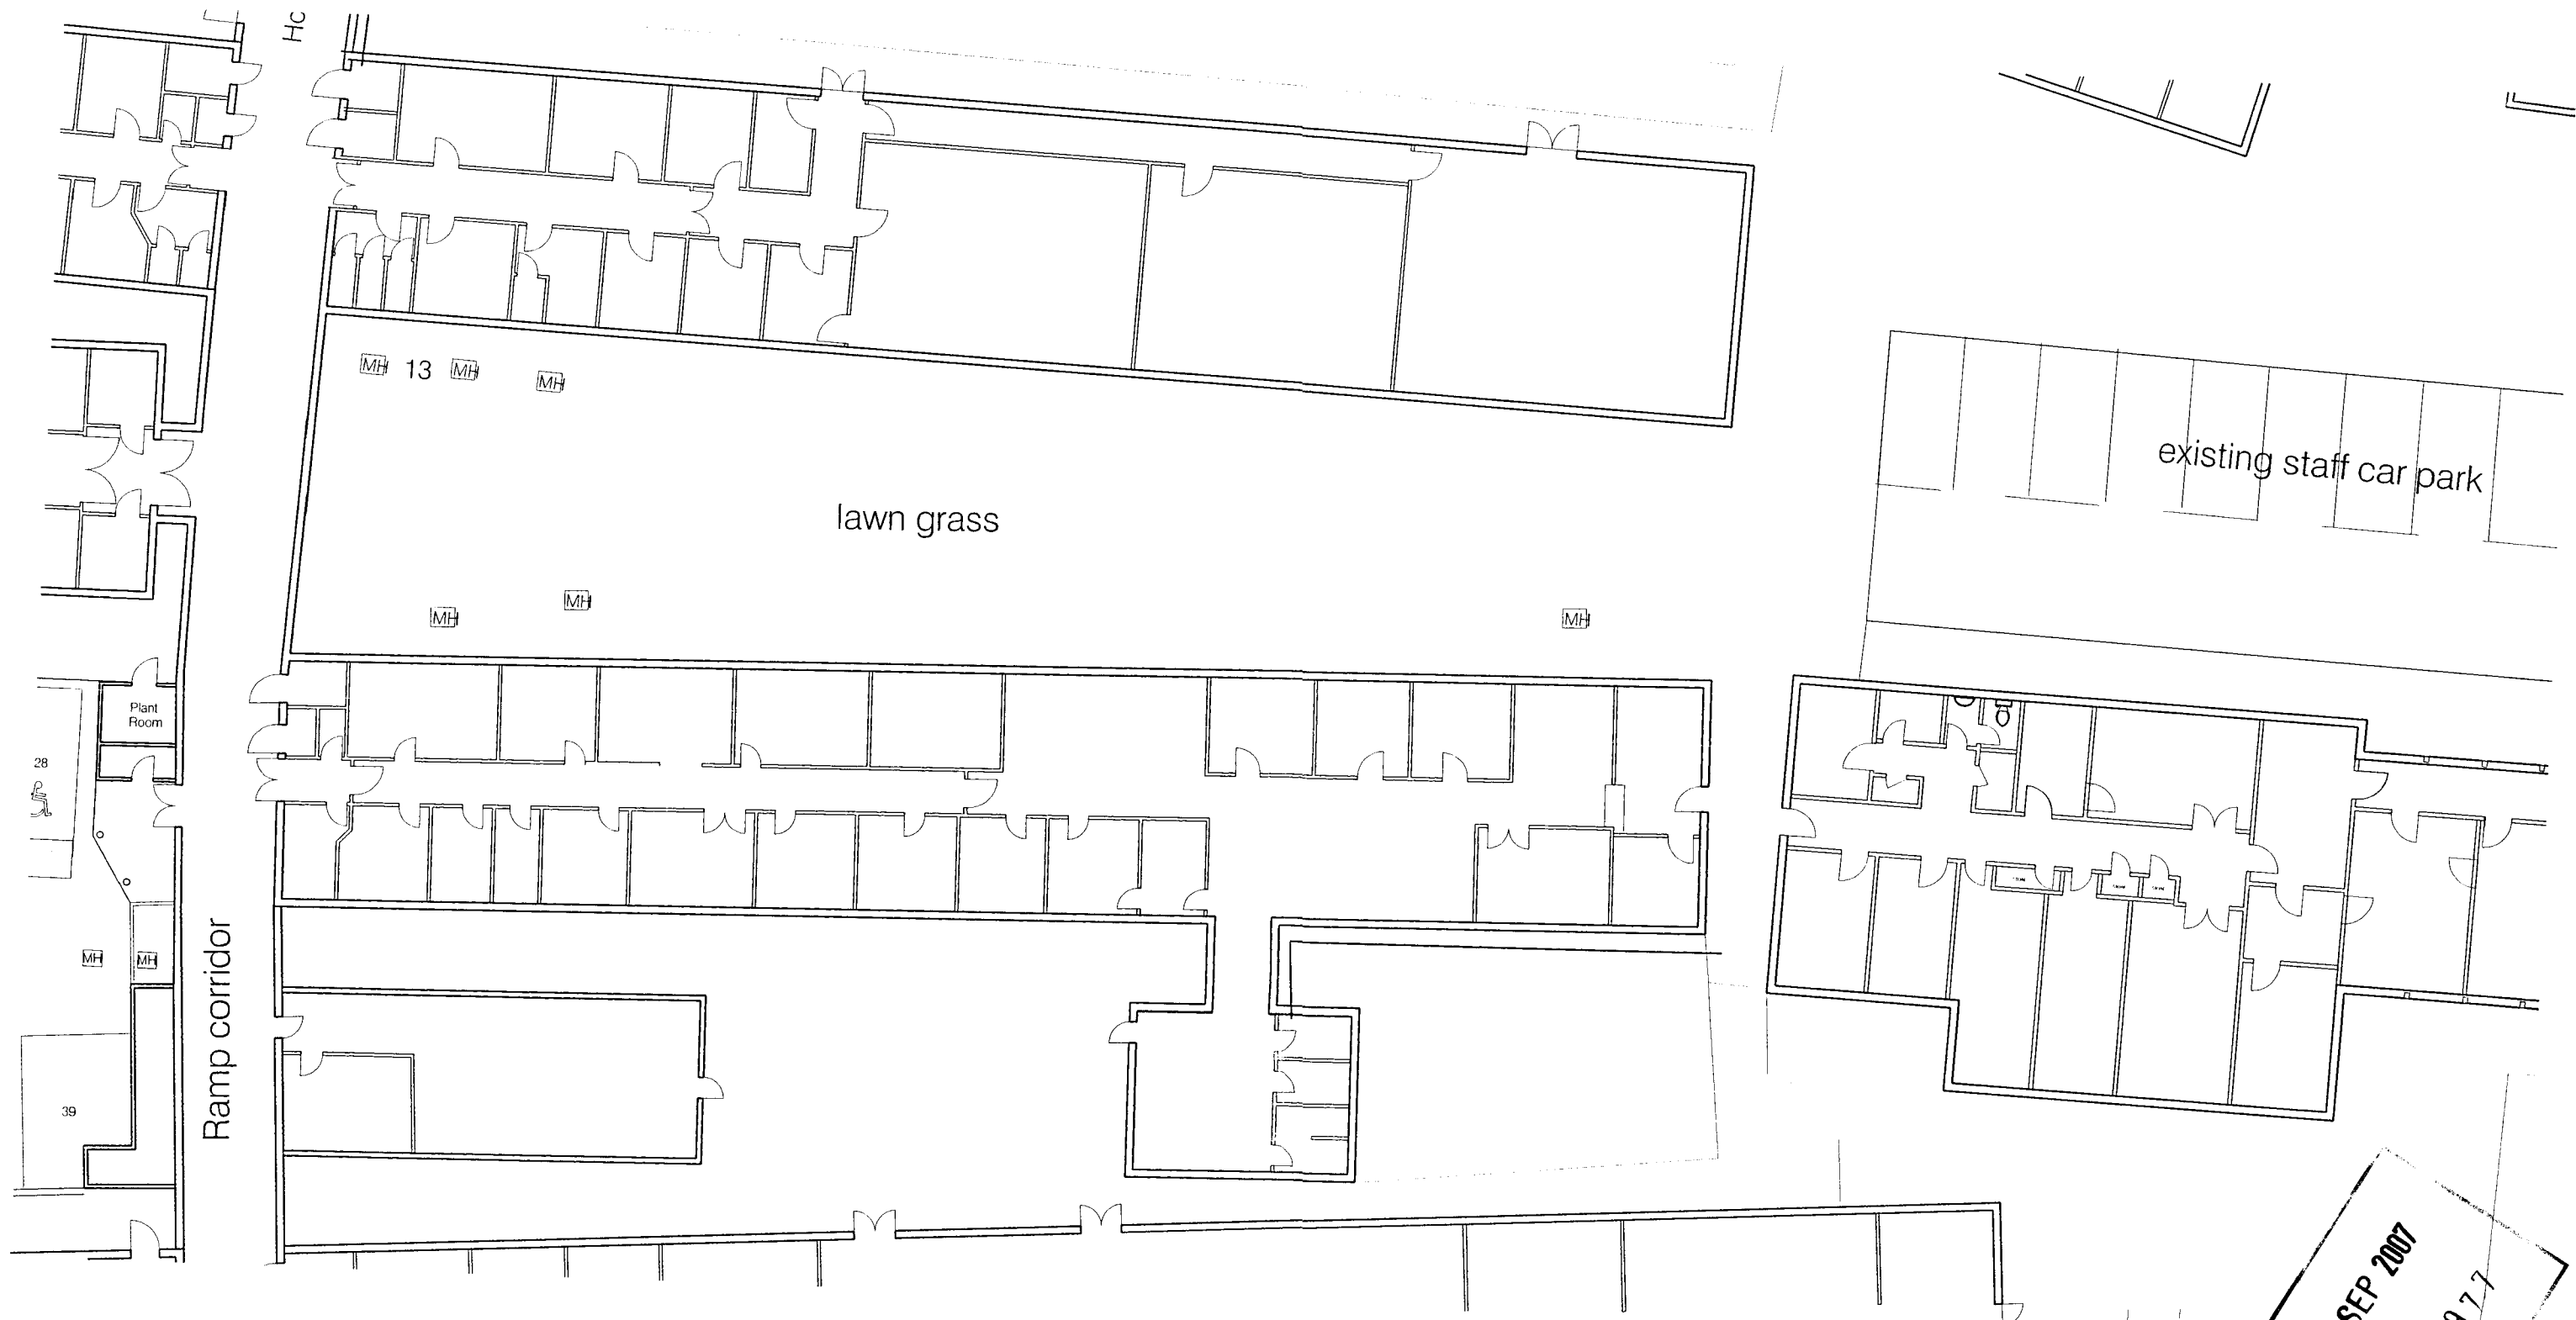 Ho
MH 13 MH
MH
existing staff car park
lawn grass
MH
MH
MH
Plant
Room
28
MH
MH
Ramp corridor
39
SEP 2007